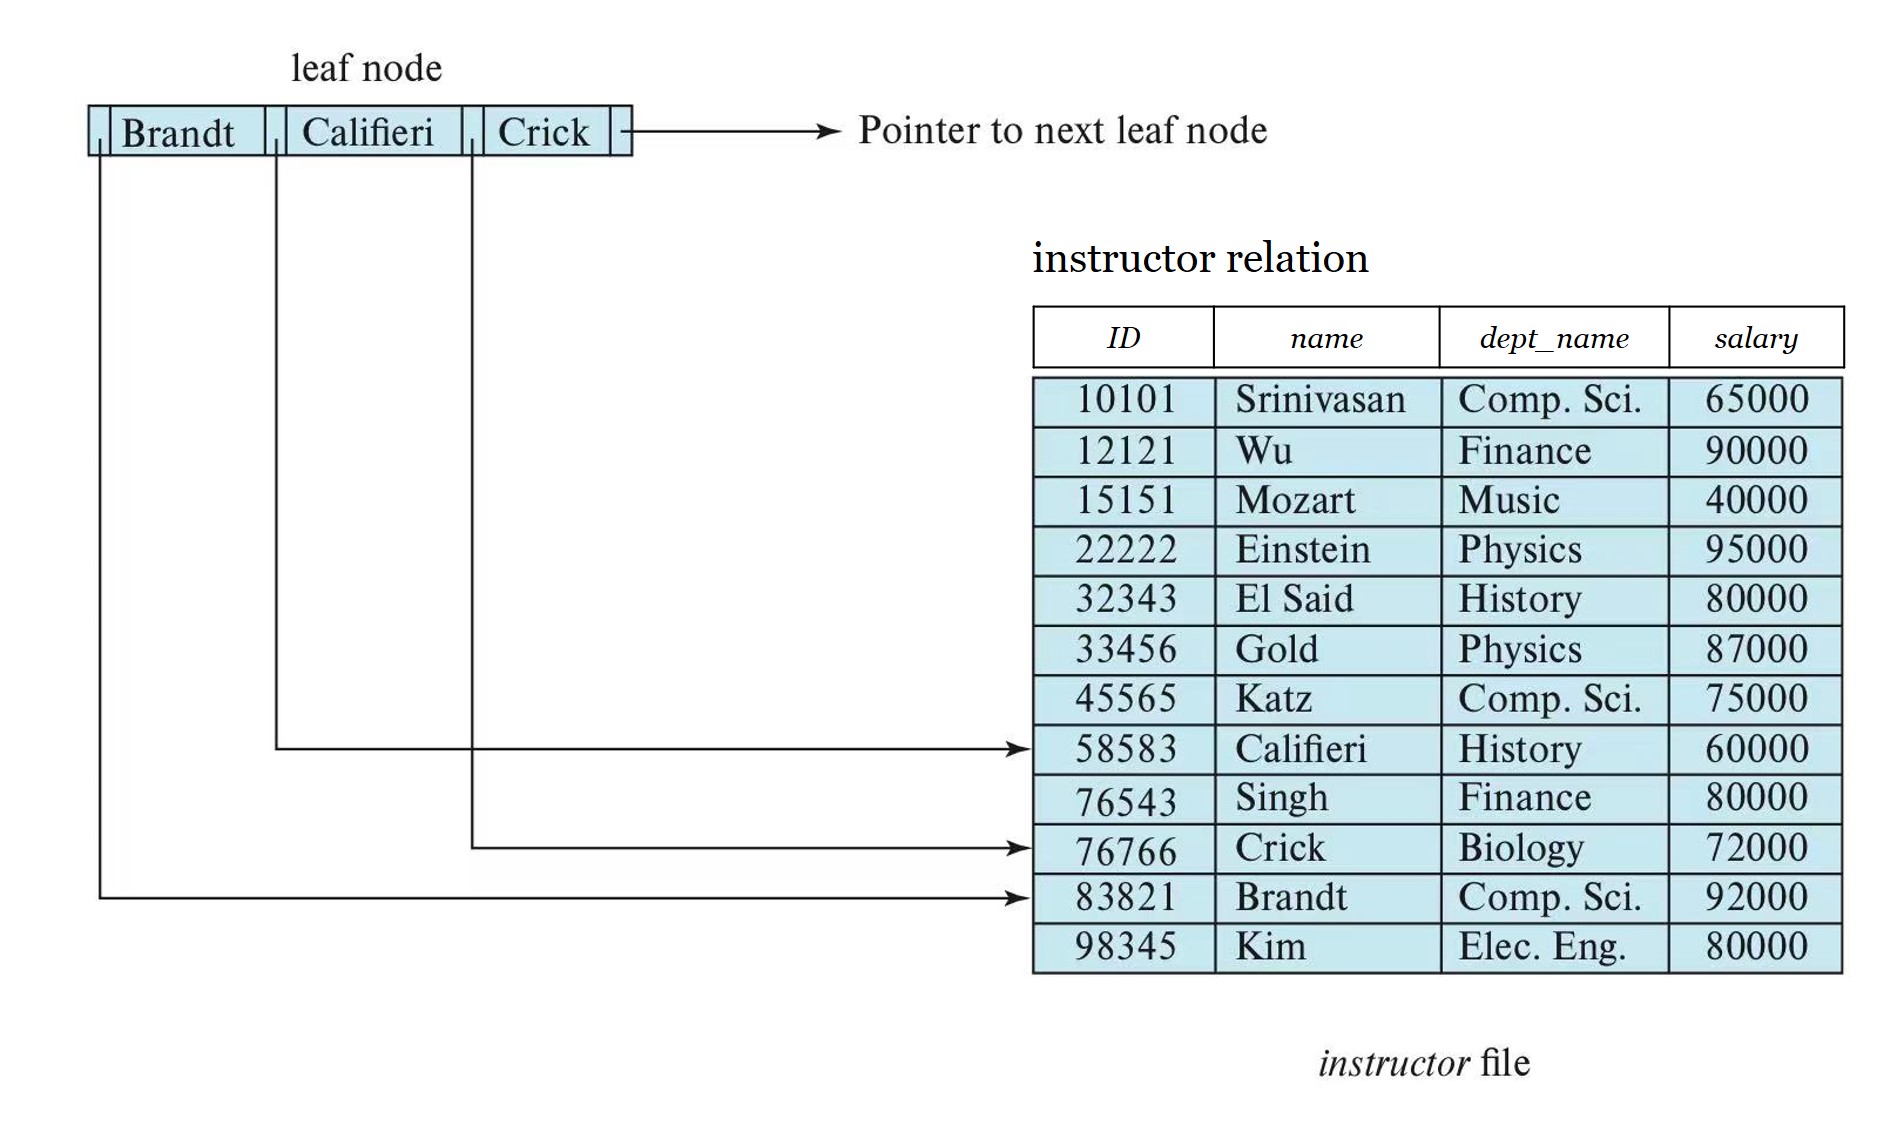 leaf node
Brandt Califieri Crick
Pointer to next leaf node
instructor relation
ID name dept_name salary
10101 Srinivasan Comp. Sci. 65000
12121 Wu Finance 90000
15151 Mozart Music 40000
22222 Einstein Physics 95000
32343 El Said History 80000
33456 Gold Physics 87000
45565 Katz Comp. Sci. 75000
58583 Califieri History 60000
76543 Singh Finance 80000
76766 Crick Biology 72000
83821 Brandt Comp. Sci. 92000
98345 Kim Elec. Eng. 80000
instructor file